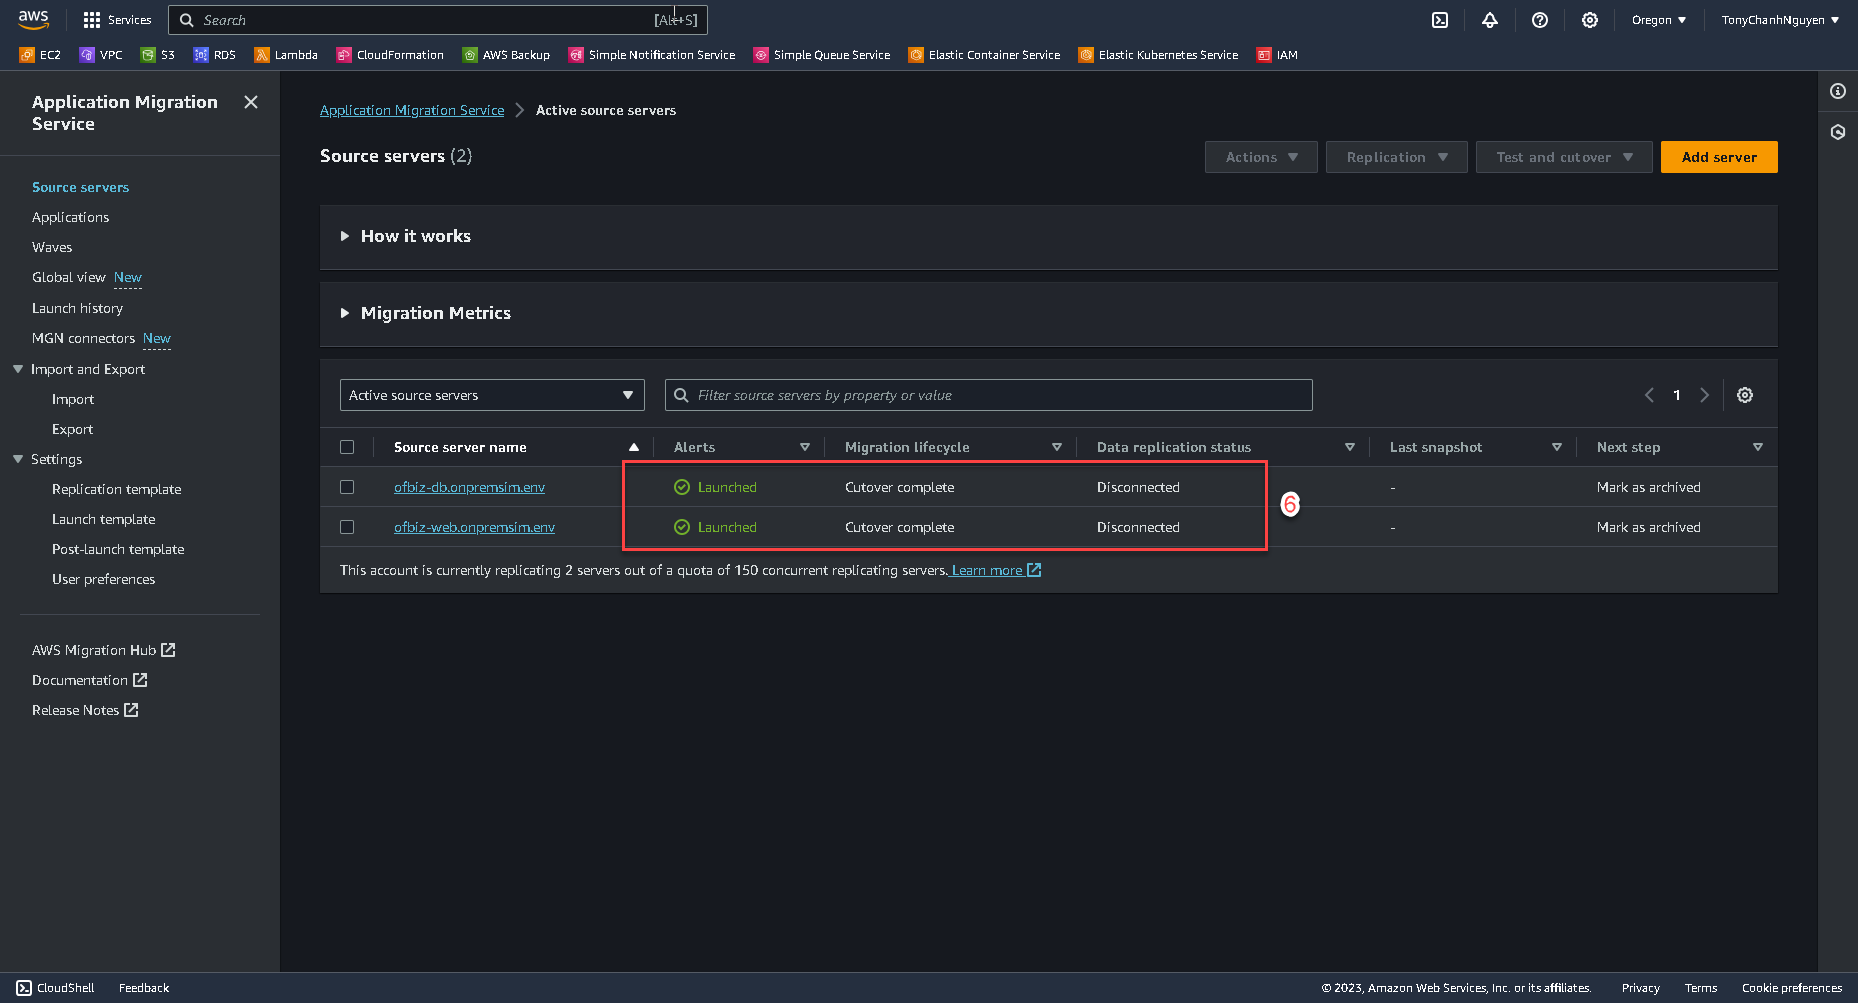 aws Services Search [Alt+S] Oregon TonyChanhNguyen
EC2 VPC S3 RDS Lambda CloudFormation AWS Backup Simple Notification Service Simple Queue Service Elastic Container Service Elastic Kubernetes Service IAM
Application Migration
Service
Source servers
Applications
Waves
Global view New
Launch history
MGN connectors New
Import and Export
Import
Export
Settings
Replication template
Launch template
Post-launch template
User preferences
AWS Migration Hub
Documentation
Release Notes
Application Migration Service Active source servers
Source servers (2) Actions Replication Test and cutover Add server
How it works
Migration Metrics
Active source servers Filter source servers by property or value 1
Source server name Alerts Migration lifecycle Data replication status Last snapshot Next step
ofbiz-db.onpremsim.env Launched Cutover complete Disconnected - Mark as archived
6
ofbiz-web.onpremsim.env Launched Cutover complete Disconnected - Mark as archived
This account is currently replicating 2 servers out of a quota of 150 concurrent replicating servers. Learn more
CloudShell Feedback © 2023, Amazon Web Services, Inc. or its affiliates. Privacy Terms Cookie preferences